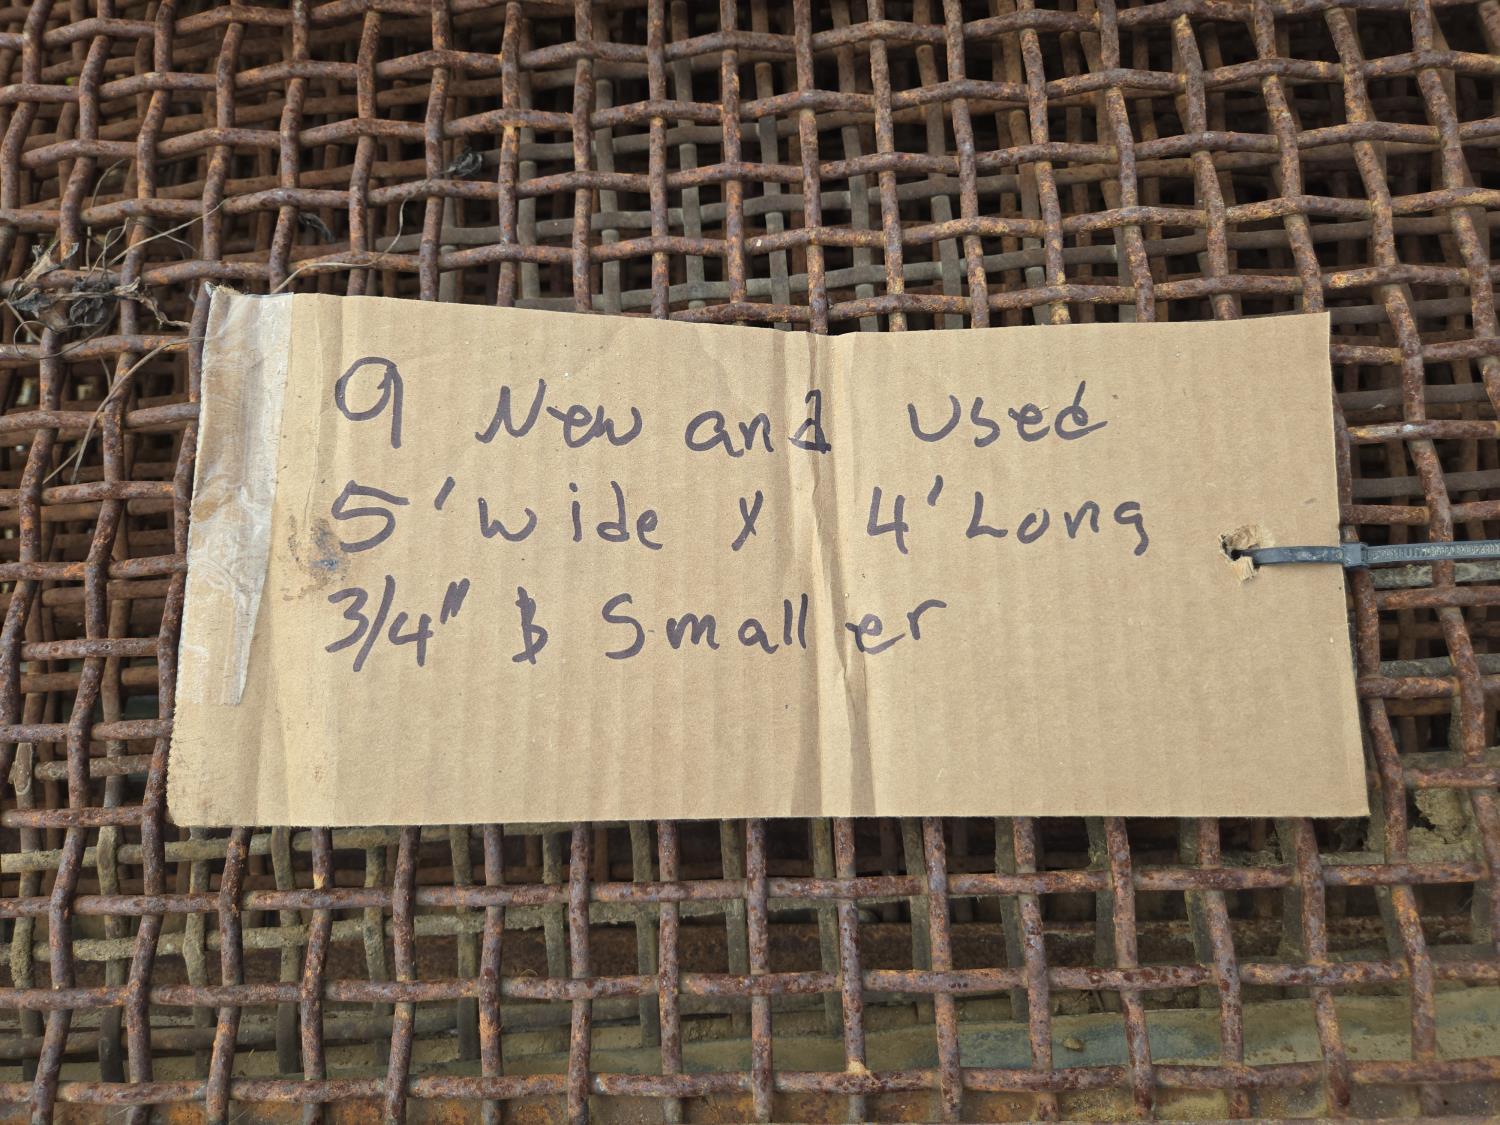 9 New and Used
5' Wide X 4' Long
3/4" & Smaller